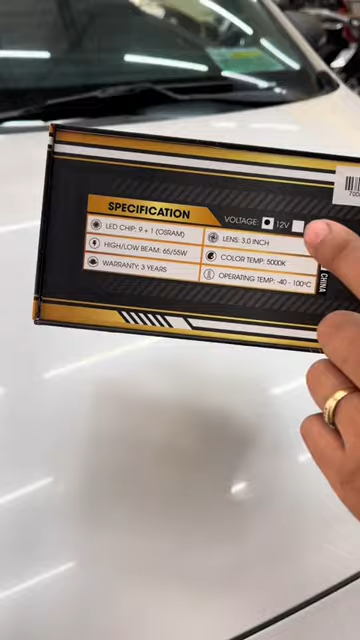 SPECIFICATION
VOLTAGE: 12V
LED CHIP: 9 + 1 (OSRAM)
LENS: 3.0 INCH
HIGH/LOW BEAM: 65/55W
COLOR TEMP: 5000K
WARRANTY: 3 YEARS
OPERATING TEMP: -40 - 100°C
CHINA